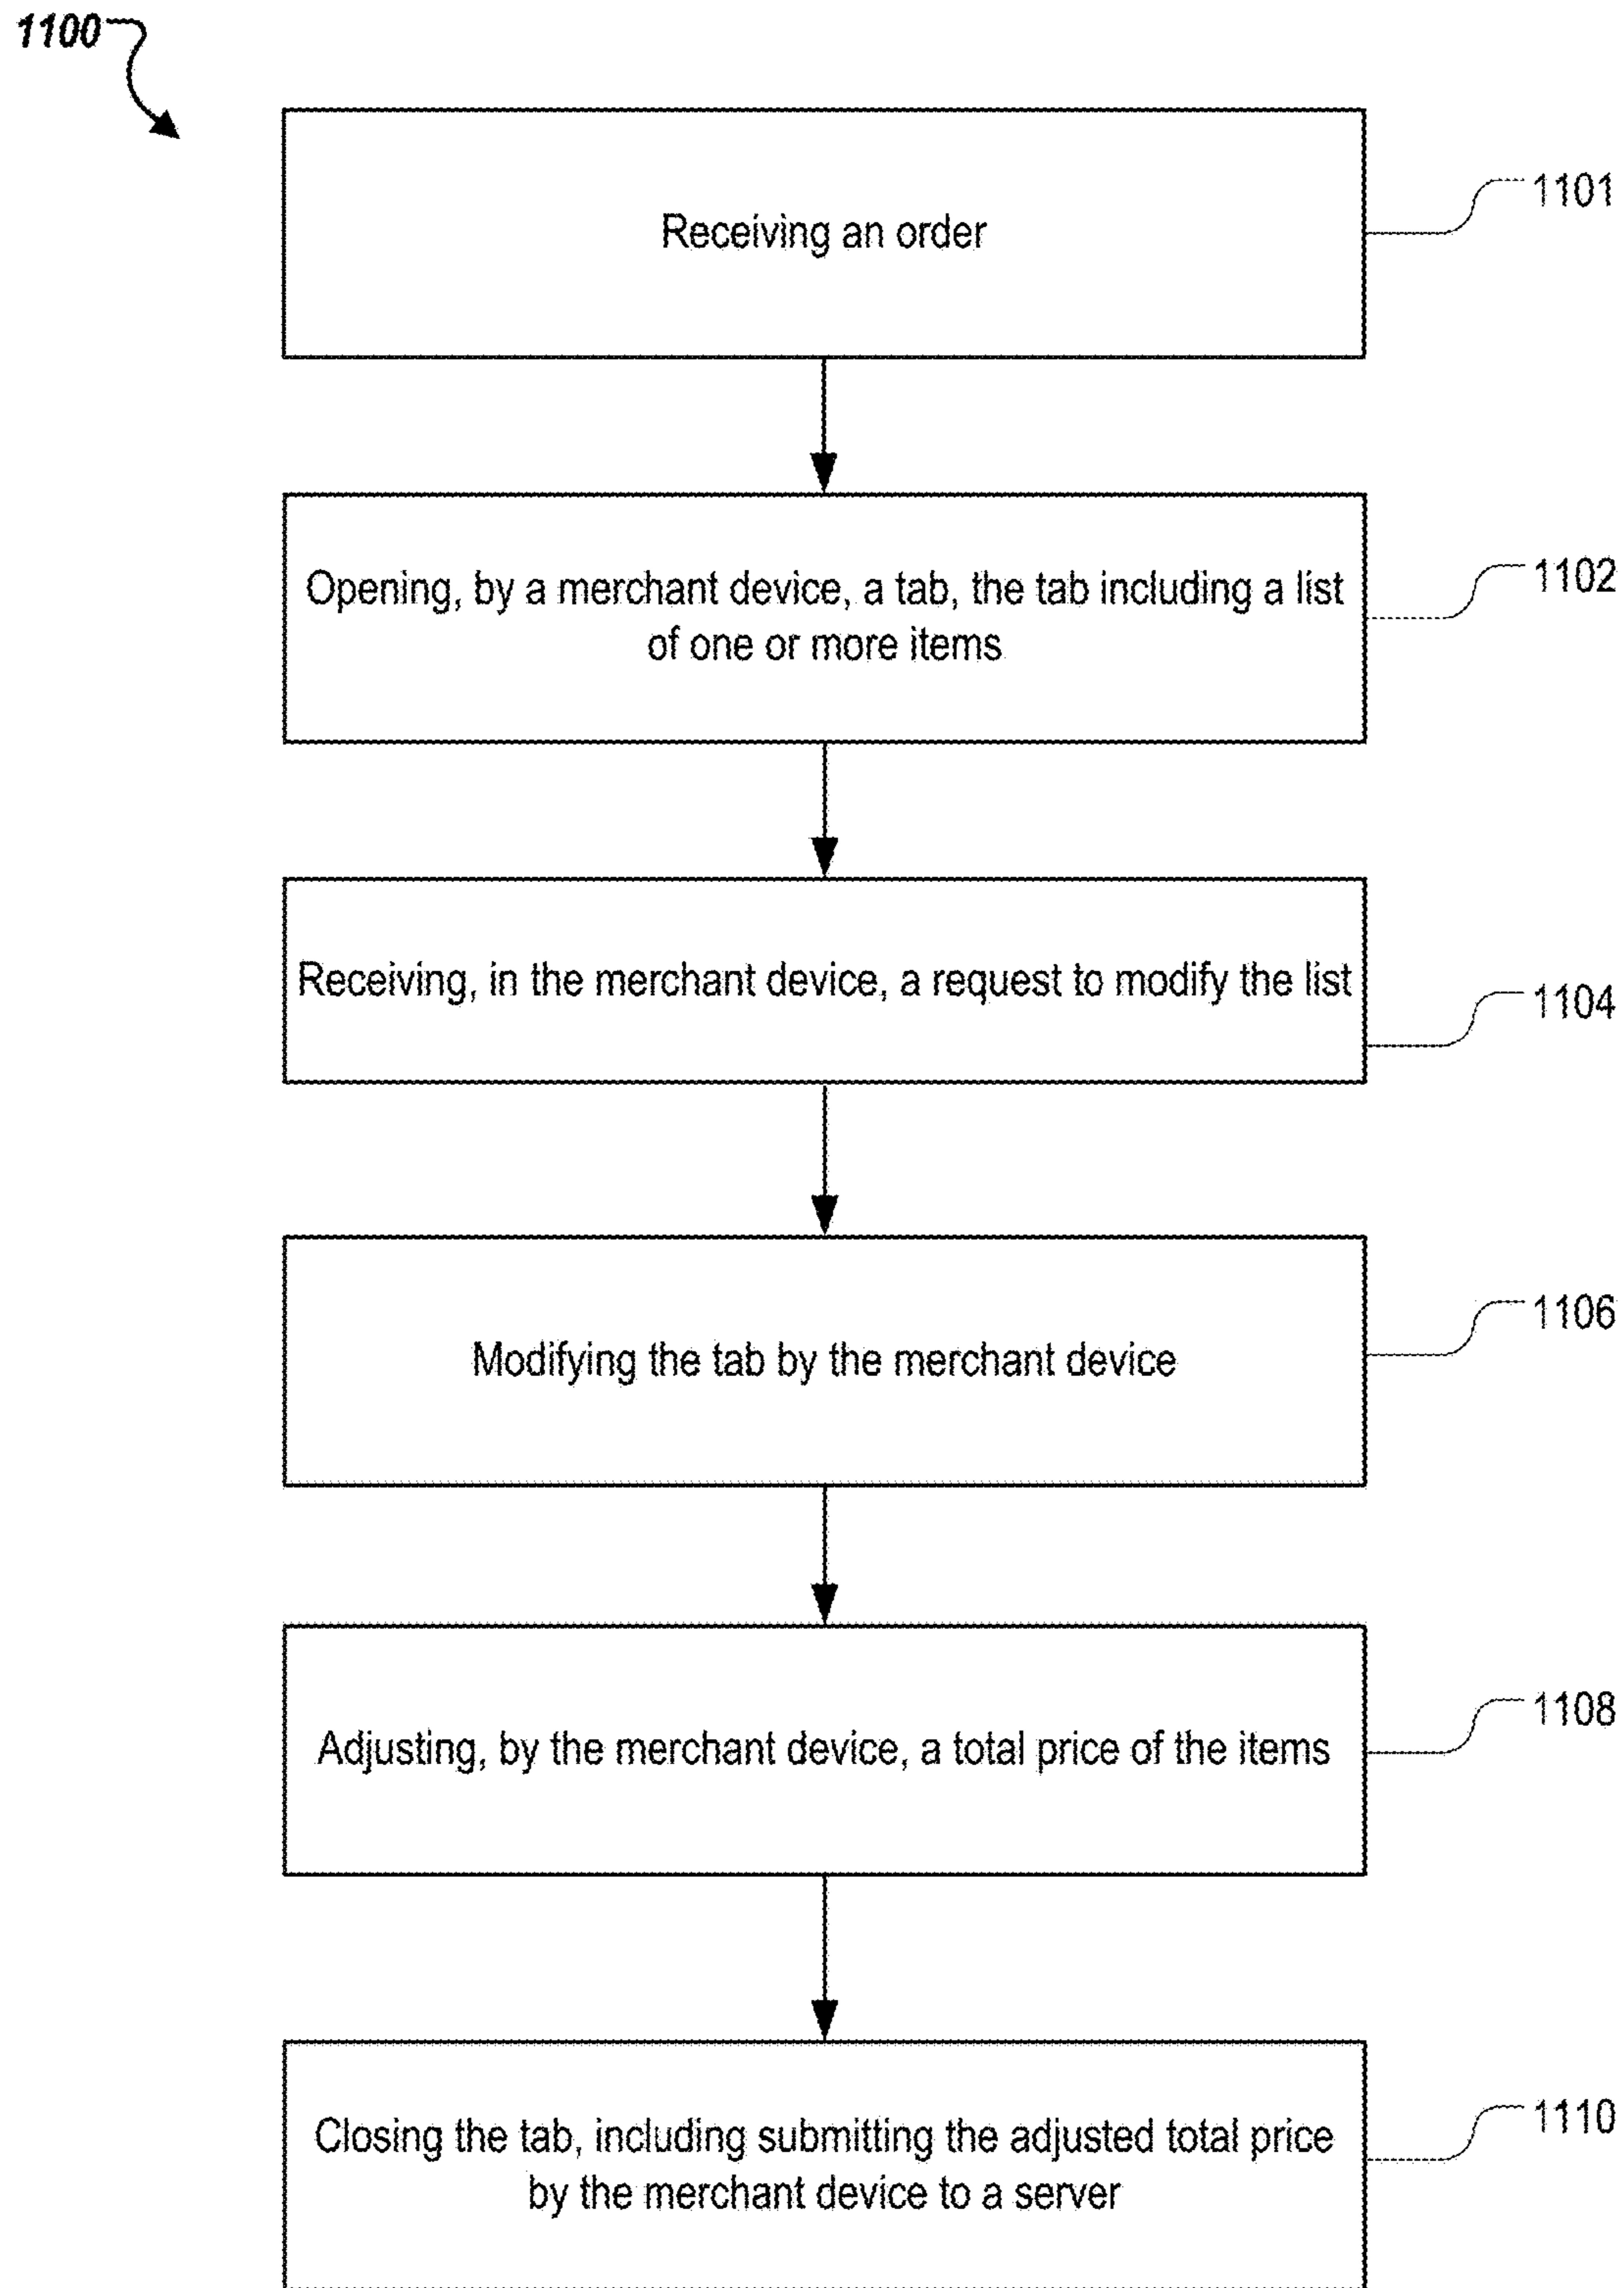 1100
Receiving an order
1101
Opening, by a merchant device, a tab, the tab including a list
of one or more items
1102
Receiving, in the merchant device, a request to modify the list
1104
Modifying the tab by the merchant device
1106
Adjusting, by the merchant device, a total price of the items
1108
Closing the tab, including submitting the adjusted total price
by the merchant device to a server
1110